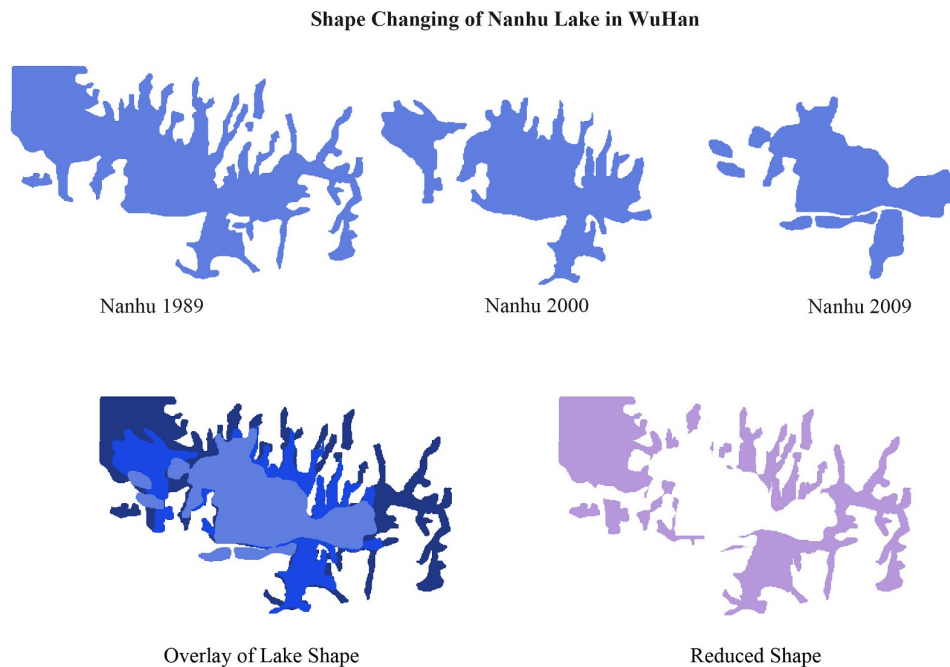 Shape Changing of Nanhu Lake in WuHan
Nanhu 1989
Nanhu 2000
Nanhu 2009
Overlay of Lake Shape
Reduced Shape